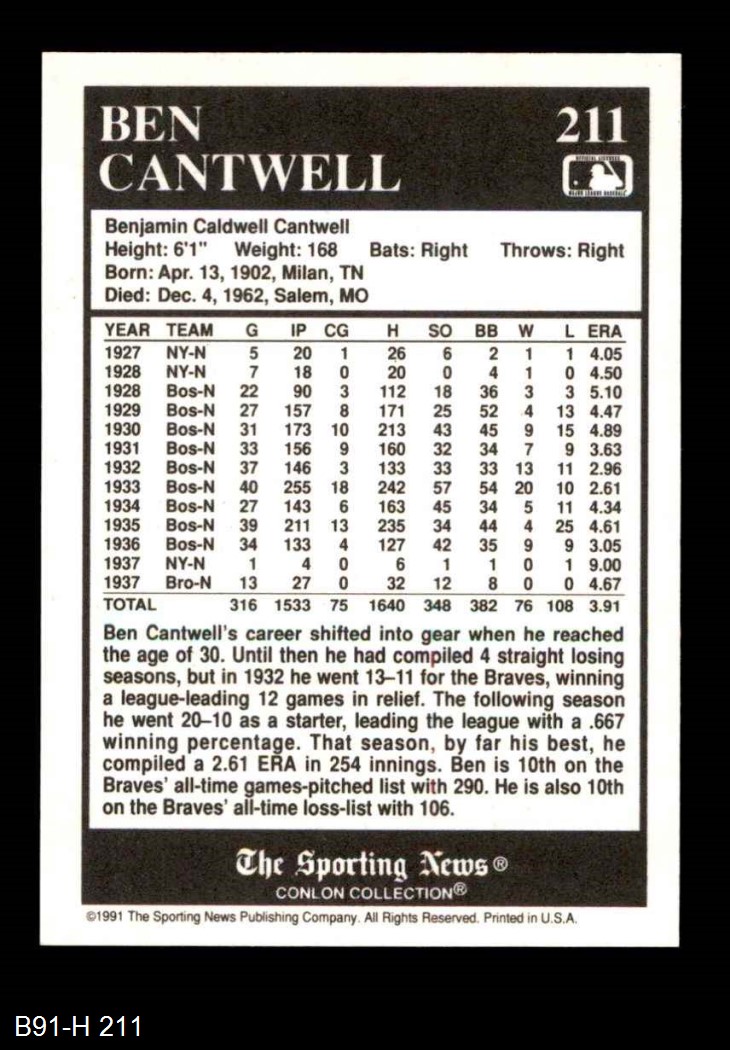 BEN 211
CANTWELL
OFFICIAL LICENSEE
MAJOR LEAGUE BASEBALL
Benjamin Caldwell Cantwell
Height: 6'1" Weight: 168 Bats: Right Throws: Right
Born: Apr. 13, 1902, Milan, TN
Died: Dec. 4, 1962, Salem, MO
YEAR TEAM G IP CG H SO BB W L ERA
1927 NY-N 5 20 1 26 6 2 1 1 4.05
1928 NY-N 7 18 0 20 0 4 1 0 4.50
1928 Bos-N 22 90 3 112 18 36 3 3 5.10
1929 Bos-N 27 157 8 171 25 52 4 13 4.47
1930 Bos-N 31 173 10 213 43 45 9 15 4.89
1931 Bos-N 33 156 9 160 32 34 7 9 3.63
1932 Bos-N 37 146 3 133 33 33 13 11 2.96
1933 Bos-N 40 255 18 242 57 54 20 10 2.61
1934 Bos-N 27 143 6 163 45 34 5 11 4.34
1935 Bos-N 39 211 13 235 34 44 4 25 4.61
1936 Bos-N 34 133 4 127 42 35 9 9 3.05
1937 NY-N 1 4 0 6 1 1 0 1 9.00
1937 Bro-N 13 27 0 32 12 8 0 0 4.67
TOTAL 316 1533 75 1640 348 382 76 108 3.91
Ben Cantwell's career shifted into gear when he reached
the age of 30. Until then he had compiled 4 straight losing
seasons, but in 1932 he went 13–11 for the Braves, winning
a league-leading 12 games in relief. The following season
he went 20–10 as a starter, leading the league with a .667
winning percentage. That season, by far his best, he
compiled a 2.61 ERA in 254 innings. Ben is 10th on the
Braves' all-time games-pitched list with 290. He is also 10th
on the Braves' all-time loss-list with 106.
The Sporting News®
CONLON COLLECTION®
©1991 The Sporting News Publishing Company. All Rights Reserved. Printed in U.S.A.
B91-H 211